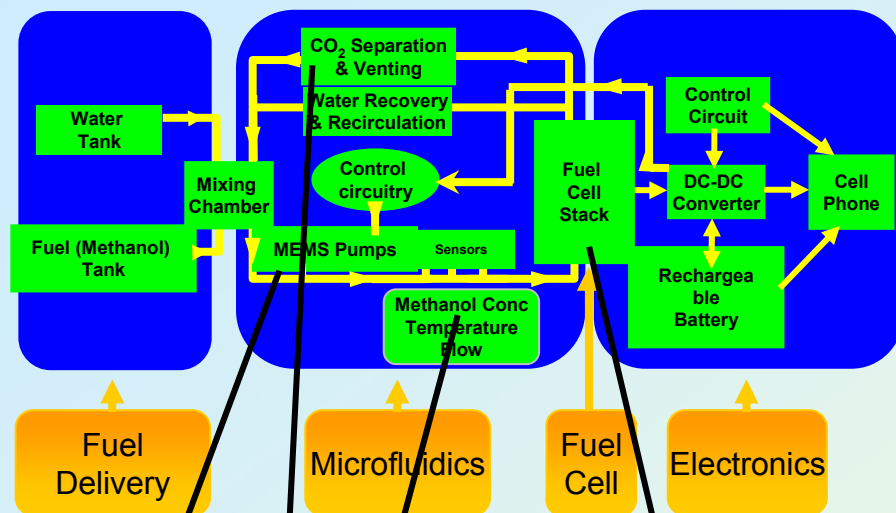 CO₂ Separation
& Venting
Water Recovery
& Recirculation
Water
Tank
Control
circuitry
Mixing
Chamber
Fuel (Methanol)
Tank
MEMS Pumps
Sensors
Methanol Conc
Temperature
Flow
Fuel
Cell
Stack
Control
Circuit
DC-DC
Converter
Cell
Phone
Rechargea
ble
Battery
Fuel
Delivery
Microfluidics
Fuel
Cell
Electronics